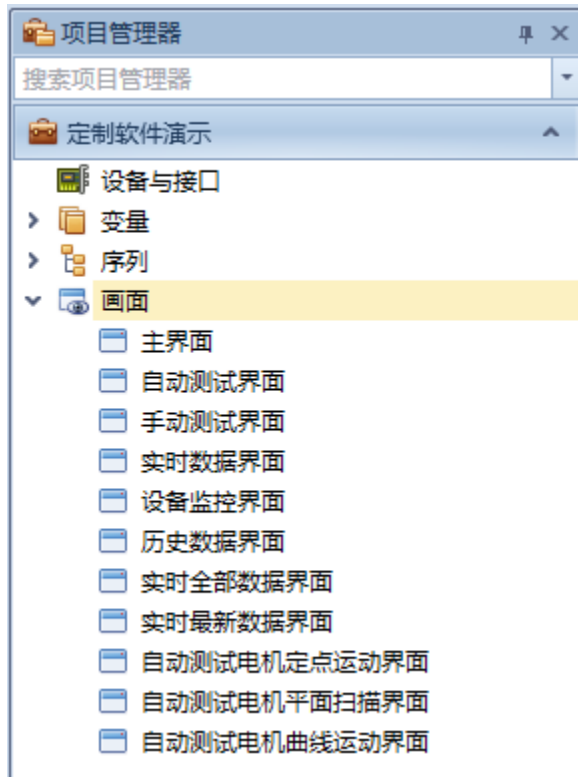 项目管理器
搜索项目管理器
定制软件演示
设备与接口
变量
序列
画面
主界面
自动测试界面
手动测试界面
实时数据界面
设备监控界面
历史数据界面
实时全部数据界面
实时最新数据界面
自动测试电机定点运动界面
自动测试电机平面扫描界面
自动测试电机曲线运动界面